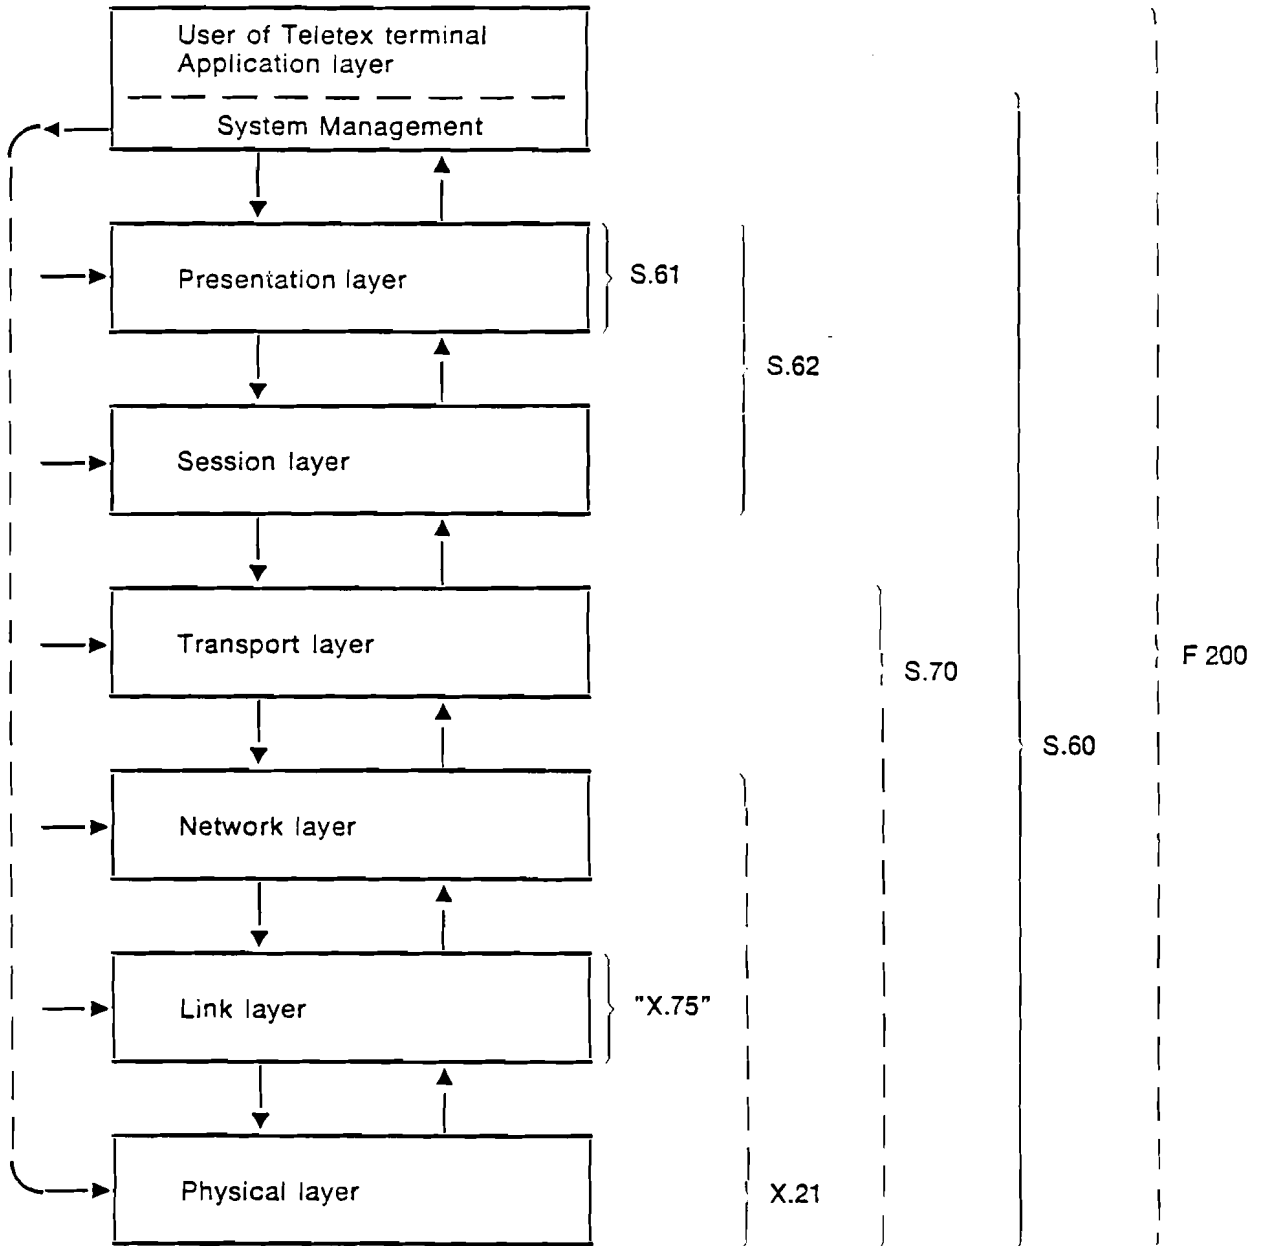 User of Teletex terminal
Application layer
System Management
Presentation layer
S.61
S.62
Session layer
Transport layer
F 200
S.70
S.60
Network layer
Link layer
"X.75"
Physical layer
X.21